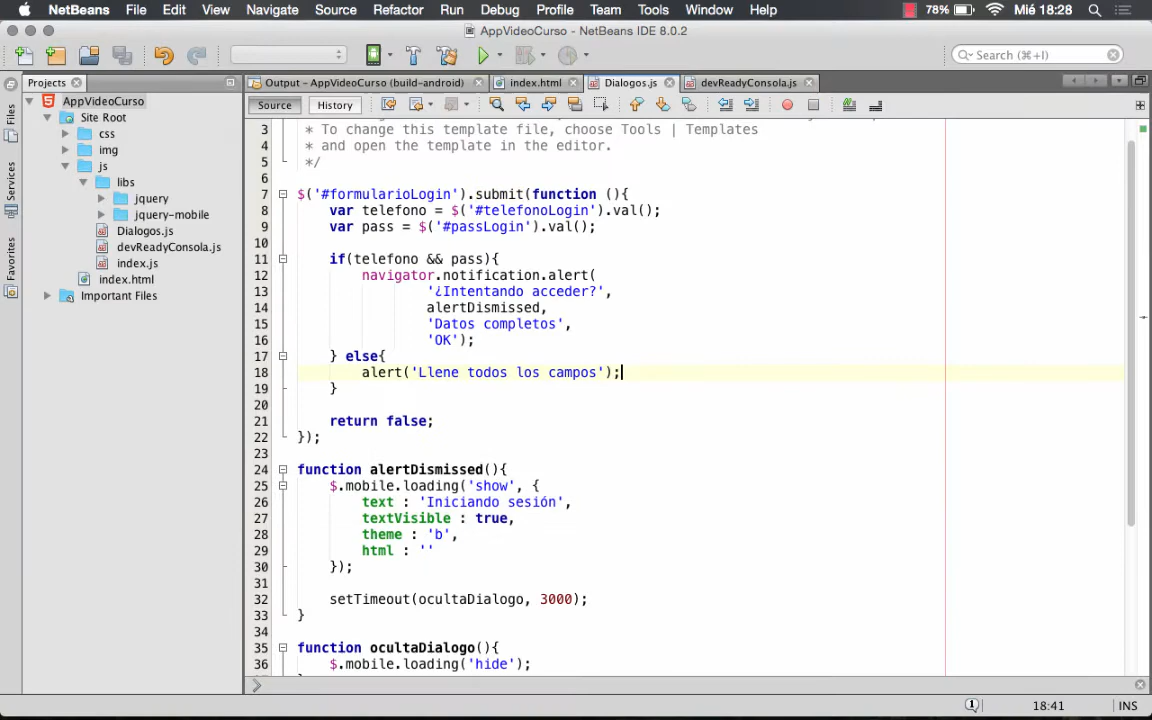 NetBeans File Edit View Navigate Source Refactor Run Debug Profile Team Tools Window Help 78% Mié 18:28
AppVideoCurso - NetBeans IDE 8.0.2
Search (⌘+I)
Projects
Output - AppVideoCurso (build-android) index.html Dialogos.js devReadyConsola.js
Source History
Files
Services
Favorites
AppVideoCurso
Site Root
css
img
js
libs
jquery
jquery-mobile
Dialogos.js
devReadyConsola.js
index.js
index.html
Important Files
3 * To change this template file, choose Tools | Templates
4 * and open the template in the editor.
5 */
6
7 $('#formularioLogin').submit(function (){
8 var telefono = $('#telefonoLogin').val();
9 var pass = $('#passLogin').val();
10
11 if(telefono && pass){
12 navigator.notification.alert(
13 '¿Intentando acceder?',
14 alertDismissed,
15 'Datos completos',
16 'OK');
17 } else{
18 alert('Llene todos los campos');
19 }
20
21 return false;
22 });
23
24 function alertDismissed(){
25 $.mobile.loading('show', {
26 text : 'Iniciando sesión',
27 textVisible : true,
28 theme : 'b',
29 html : ''
30 });
31
32 setTimeout(ocultaDialogo, 3000);
33 }
34
35 function ocultaDialogo(){
36 $.mobile.loading('hide');
1 18:41 INS